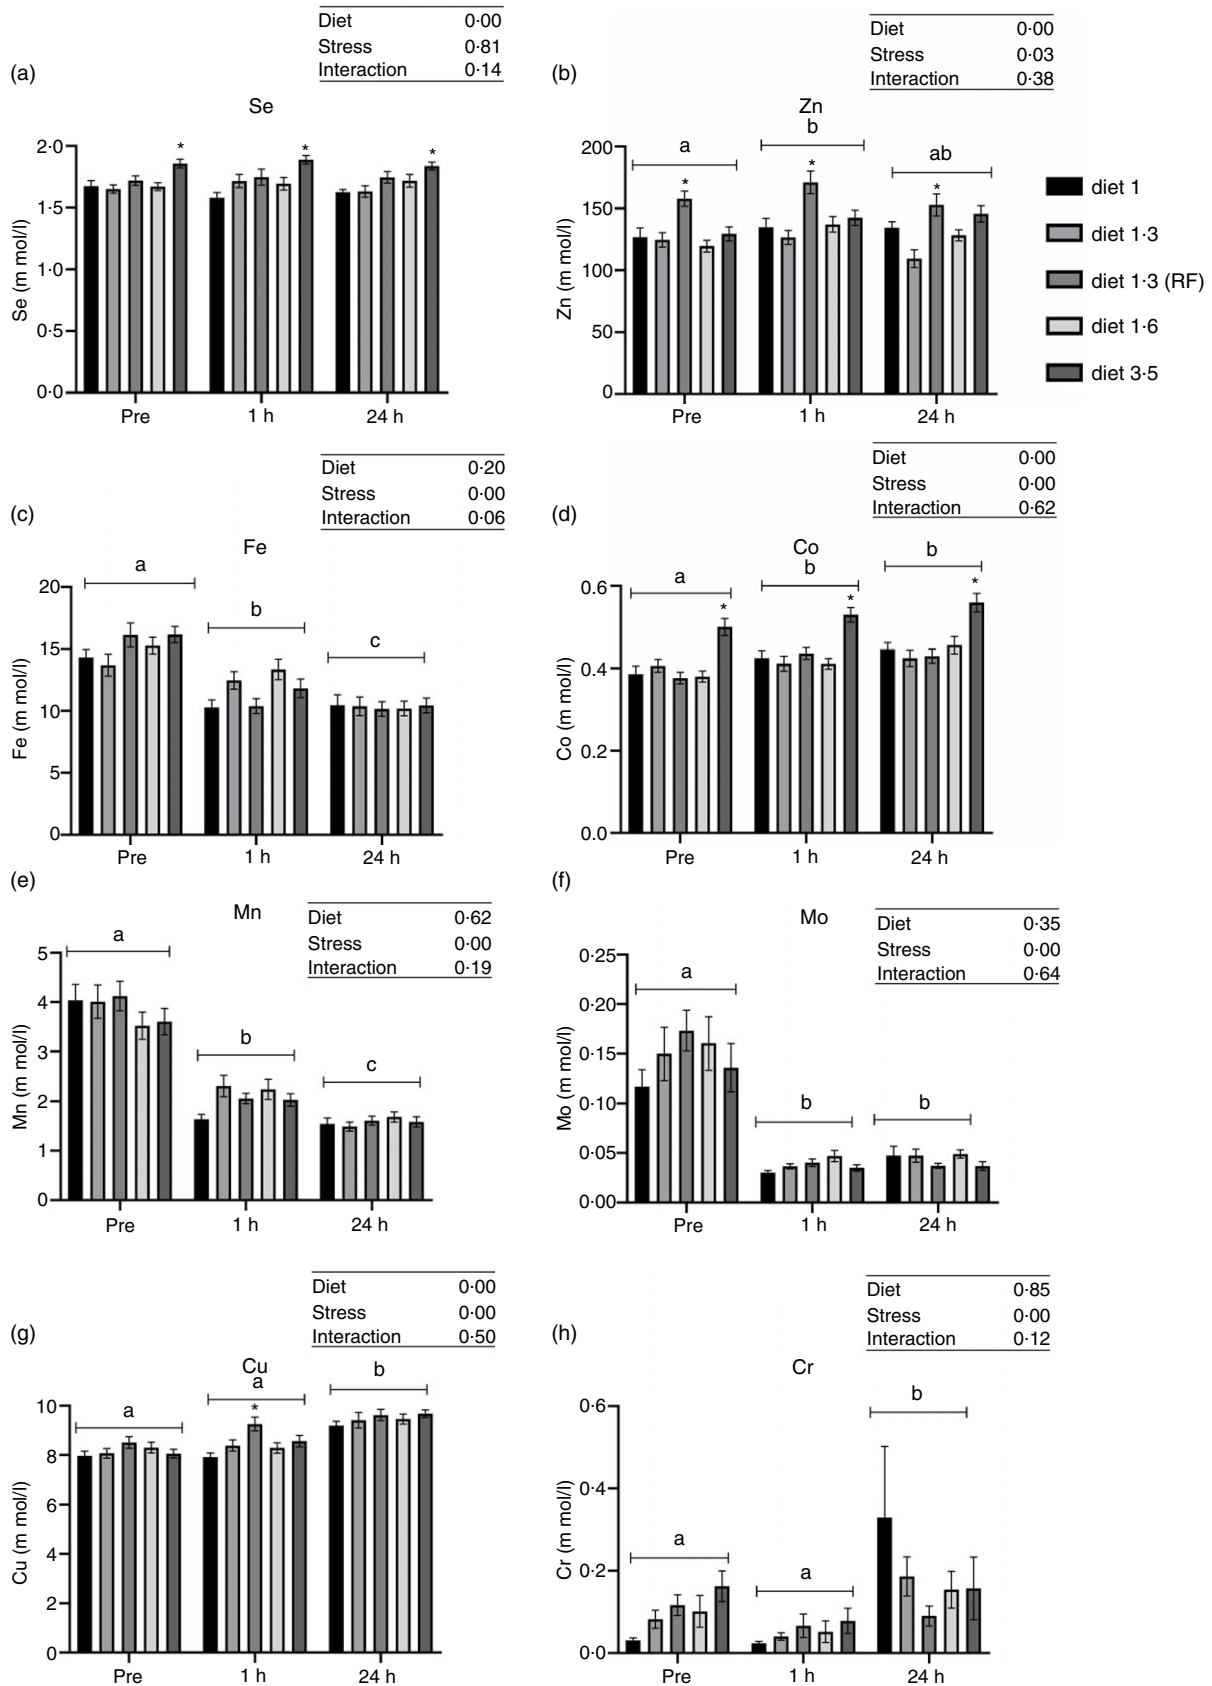 Diet 0·00
Stress 0·81
Interaction 0·14
(a)
Se
Se (m mol/l)
2·0
1·5
1·0
0·5
0·0
* * *
Pre 1 h 24 h
Diet 0·00
Stress 0·03
Interaction 0·38
(b)
Zn
Zn (m mol/l)
200
150
100
50
0
a b ab
* * *
Pre 1 h 24 h
diet 1
diet 1·3
diet 1·3 (RF)
diet 1·6
diet 3·5
Diet 0·20
Stress 0·00
Interaction 0·06
(c)
Fe
Fe (m mol/l)
20
15
10
5
0
a b c
Pre 1 h 24 h
Diet 0·00
Stress 0·00
Interaction 0·62
(d)
Co
Co (m mol/l)
0.6
0.4
0.2
0.0
a b b
* * *
Pre 1 h 24 h
(e)
Mn
Diet 0·62
Stress 0·00
Interaction 0·19
Mn (m mol/l)
5
4
3
2
1
0
a b c
Pre 1 h 24 h
(f)
Mo
Diet 0·35
Stress 0·00
Interaction 0·64
Mo (m mol/l)
0·25
0·20
0·15
0·10
0·05
0·00
a b b
Pre 1 h 24 h
Diet 0·00
Stress 0·00
Interaction 0·50
(g)
Cu
Cu (m mol/l)
10
8
6
4
2
0
a a b
*
Pre 1 h 24 h
Diet 0·85
Stress 0·00
Interaction 0·12
(h)
Cr
Cr (m mol/l)
0·6
0·4
0·2
0·0
a a b
Pre 1 h 24 h